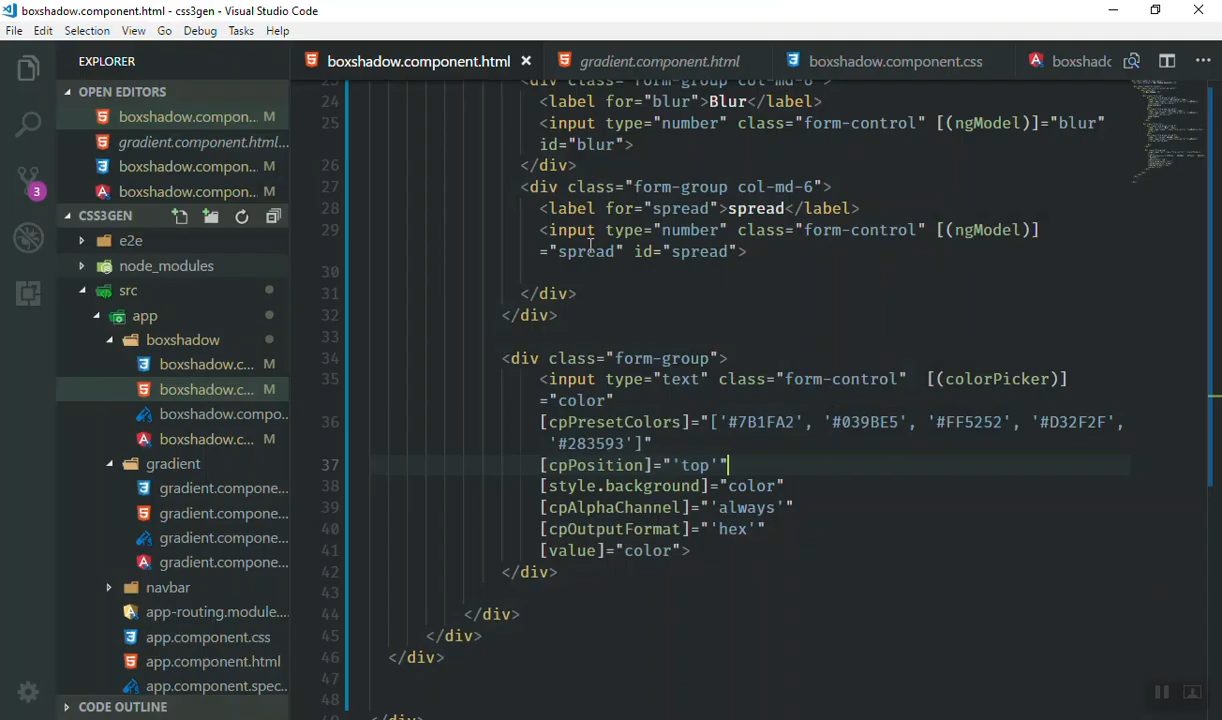 boxshadow.component.html - css3gen - Visual Studio Code
File Edit Selection View Go Debug Tasks Help
EXPLORER
OPEN EDITORS
boxshadow.compon... M
gradient.component.html...
boxshadow.compon... M
boxshadow.compon... M
3
CSS3GEN
e2e
node_modules
src
app
boxshadow
boxshadow.c... M
boxshadow.c... M
boxshadow.compo...
boxshadow.c... M
gradient
gradient.compone...
gradient.compone...
gradient.compone...
gradient.compone...
navbar
app-routing.module....
app.component.css
app.component.html
app.component.spec...
CODE OUTLINE
boxshadow.component.html
gradient.component.html
boxshadow.component.css
boxshadc
24 <label for="blur">Blur</label>
25 <input type="number" class="form-control" [(ngModel)]="blur"
id="blur">
26 </div>
27 <div class="form-group col-md-6">
28 <label for="spread">spread</label>
29 <input type="number" class="form-control" [(ngModel)]
="spread" id="spread">
30
31 </div>
32 </div>
33
34 <div class="form-group">
35 <input type="text" class="form-control" [(colorPicker)]
="color"
36 [cpPresetColors]="['#7B1FA2', '#039BE5', '#FF5252', '#D32F2F',
'#283593']"
37 [cpPosition]="'top'"
38 [style.background]="color"
39 [cpAlphaChannel]="'always'"
40 [cpOutputFormat]="'hex'"
41 [value]="color">
42 </div>
43
44 </div>
45 </div>
46 </div>
47
48